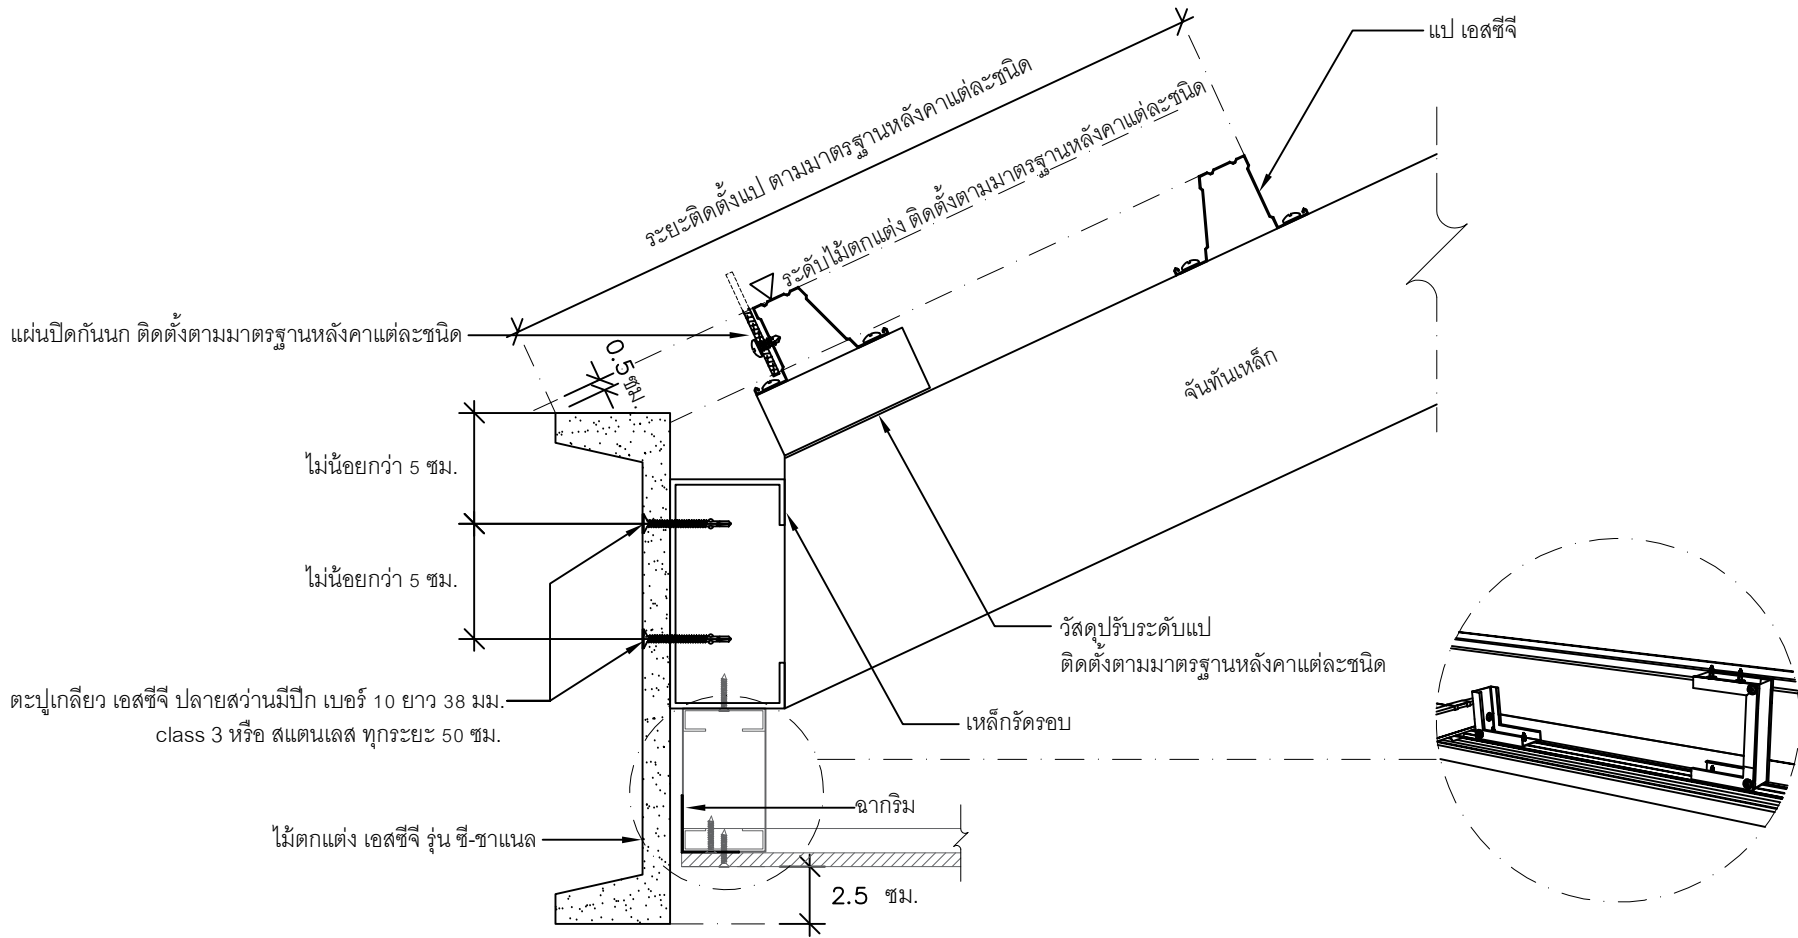 แป เอสซีจี
ระยะติดตั้งแป ตามมาตรฐานหลังคาแต่ละชนิด
ระดับไม้ตกแต่ง ติดตั้งตามมาตรฐานหลังคาแต่ละชนิด
แผ่นปิดกันนก ติดตั้งตามมาตรฐานหลังคาแต่ละชนิด
0.5 ซม.
จันทันเหล็ก
ไม่น้อยกว่า 5 ซม.
ไม่น้อยกว่า 5 ซม.
วัสดุปรับระดับแป
ติดตั้งตามมาตรฐานหลังคาแต่ละชนิด
ตะปูเกลียว เอสซีจี ปลายสว่านมีปีก เบอร์ 10 ยาว 38 มม.
class 3 หรือ สแตนเลส ทุกระยะ 50 ซม.
เหล็กรัดรอบ
ฉากริม
ไม้ตกแต่ง เอสซีจี รุ่น ซี-ชาแนล
2.5 ซม.